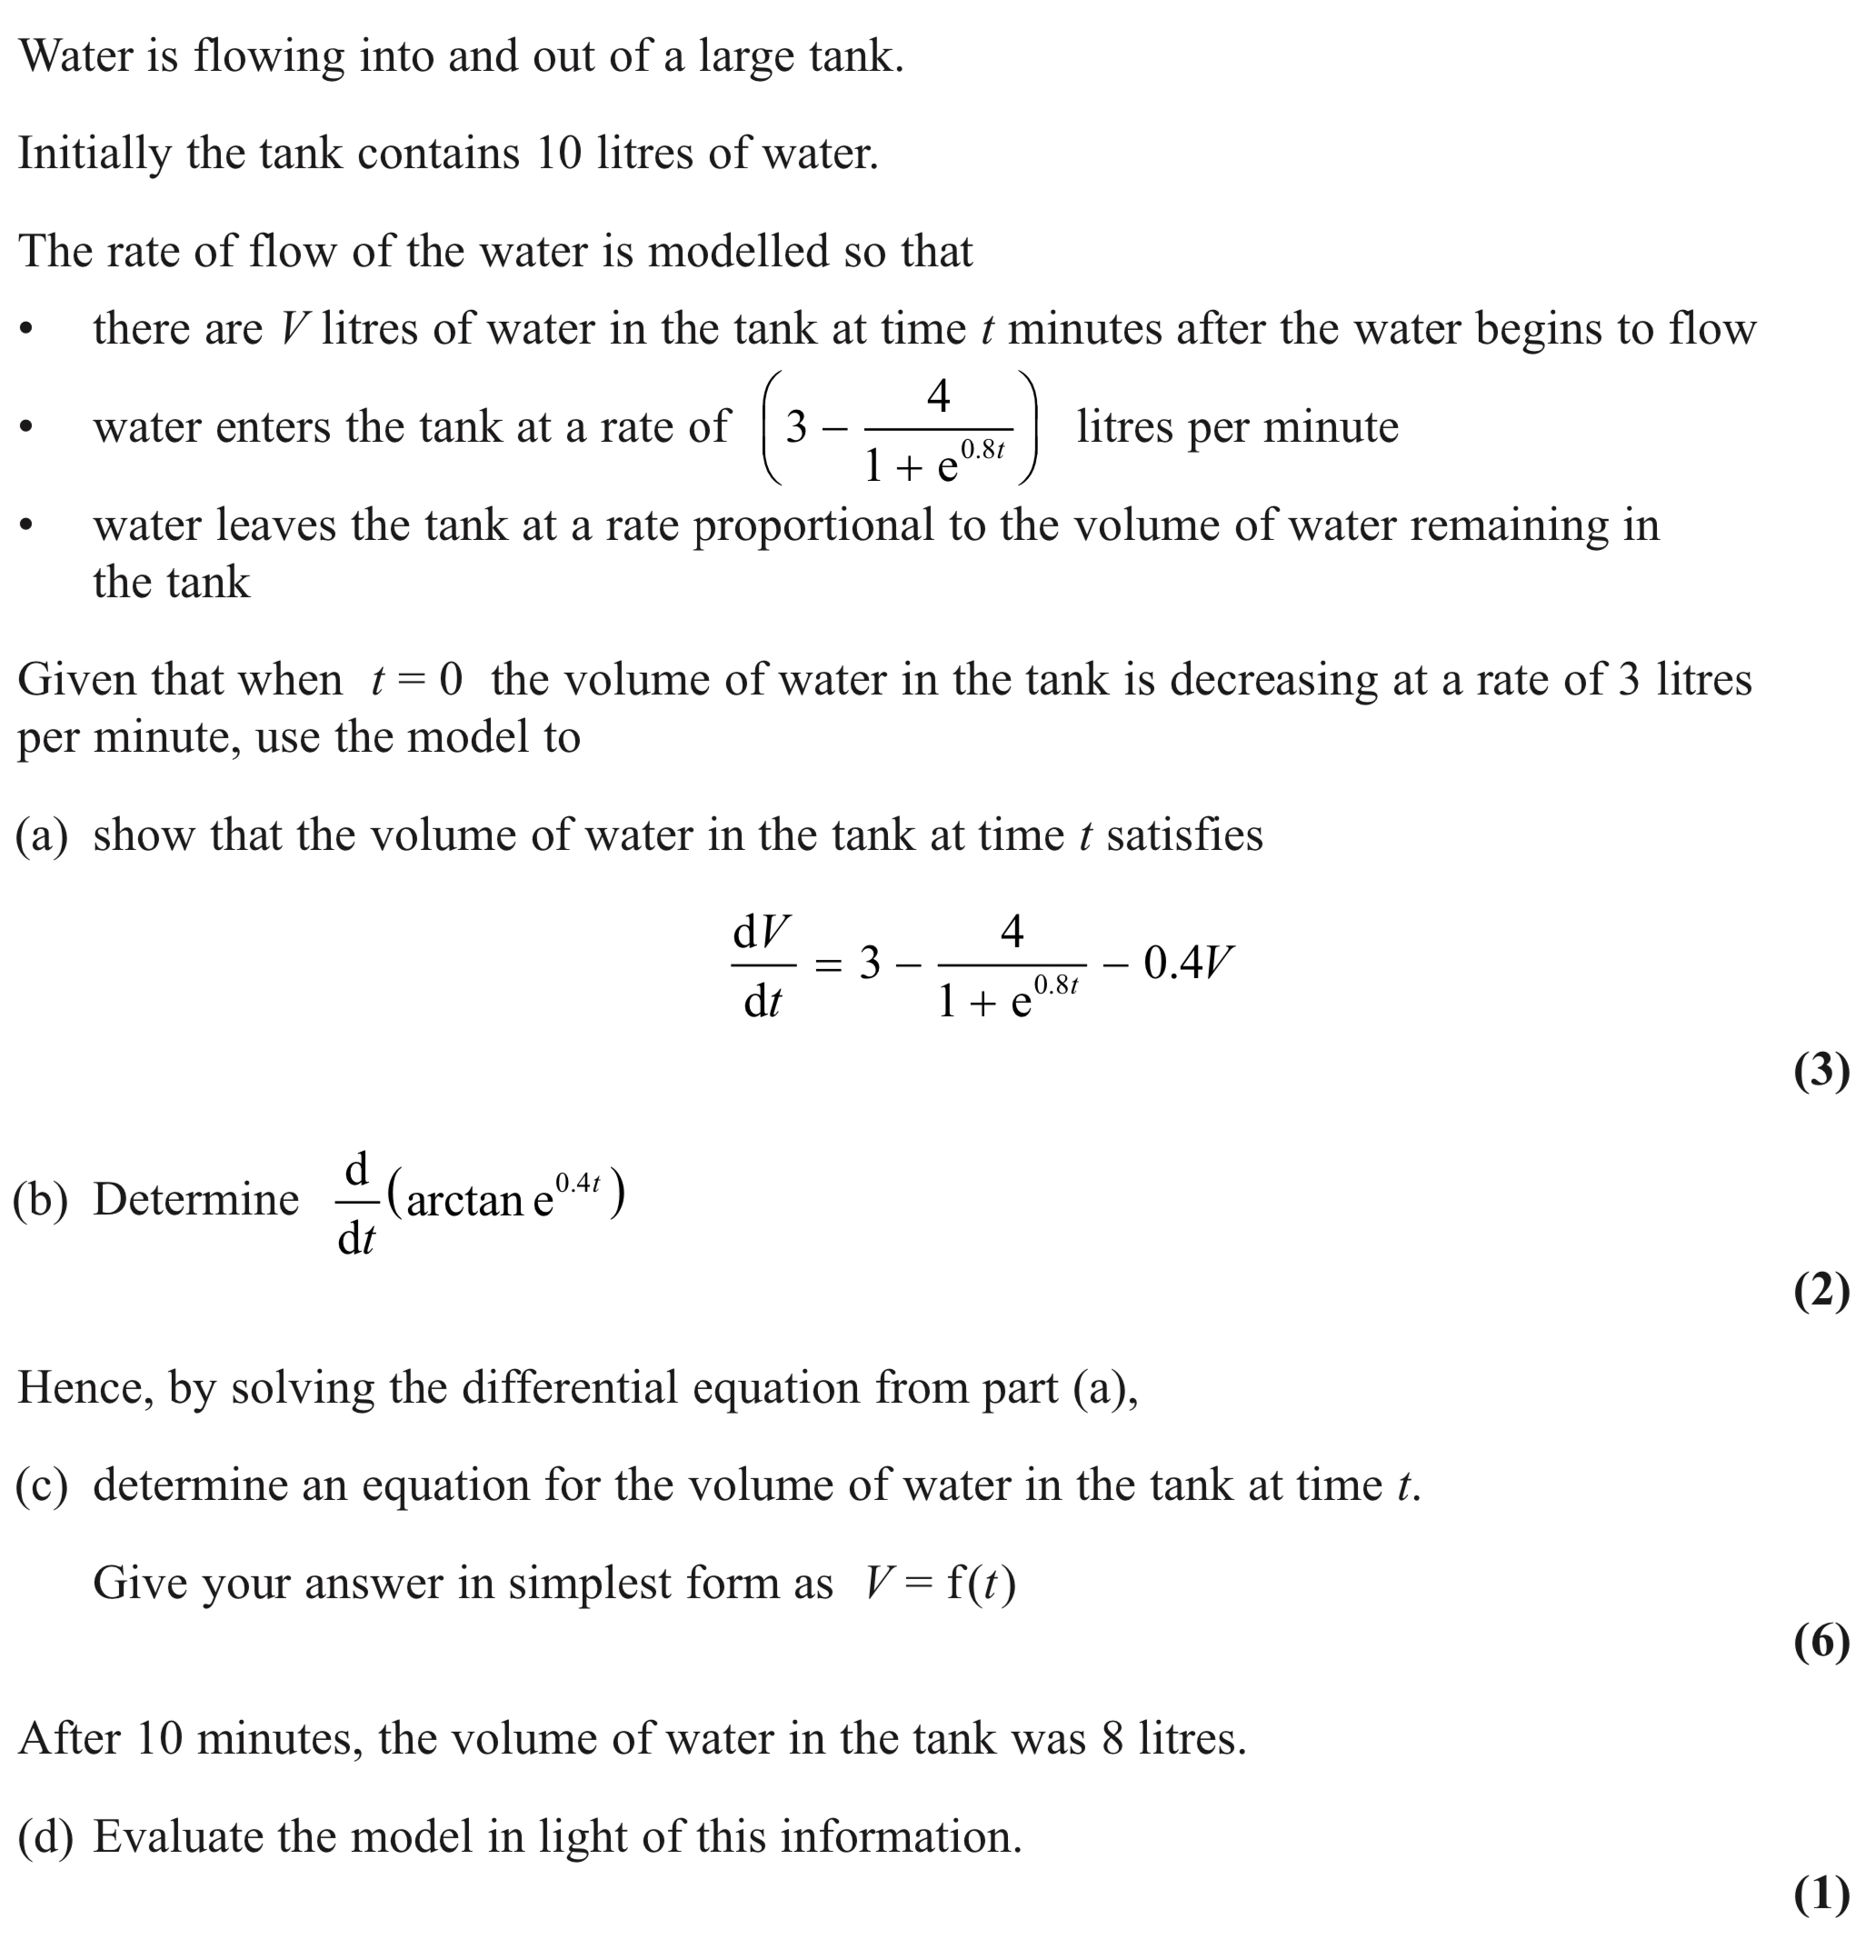 Water is flowing into and out of a large tank.
Initially the tank contains 10 litres of water.
The rate of flow of the water is modelled so that
• there are V litres of water in the tank at time t minutes after the water begins to flow
• water enters the tank at a rate of (3 − 4/(1 + e^{0.8t})) litres per minute
• water leaves the tank at a rate proportional to the volume of water remaining in
the tank
Given that when t = 0 the volume of water in the tank is decreasing at a rate of 3 litres
per minute, use the model to
(a) show that the volume of water in the tank at time t satisfies
dV/dt = 3 − 4/(1 + e^{0.8t}) − 0.4V
(3)
(b) Determine d/dt (arctan e^{0.4t})
(2)
Hence, by solving the differential equation from part (a),
(c) determine an equation for the volume of water in the tank at time t.
Give your answer in simplest form as V = f(t)
(6)
After 10 minutes, the volume of water in the tank was 8 litres.
(d) Evaluate the model in light of this information.
(1)